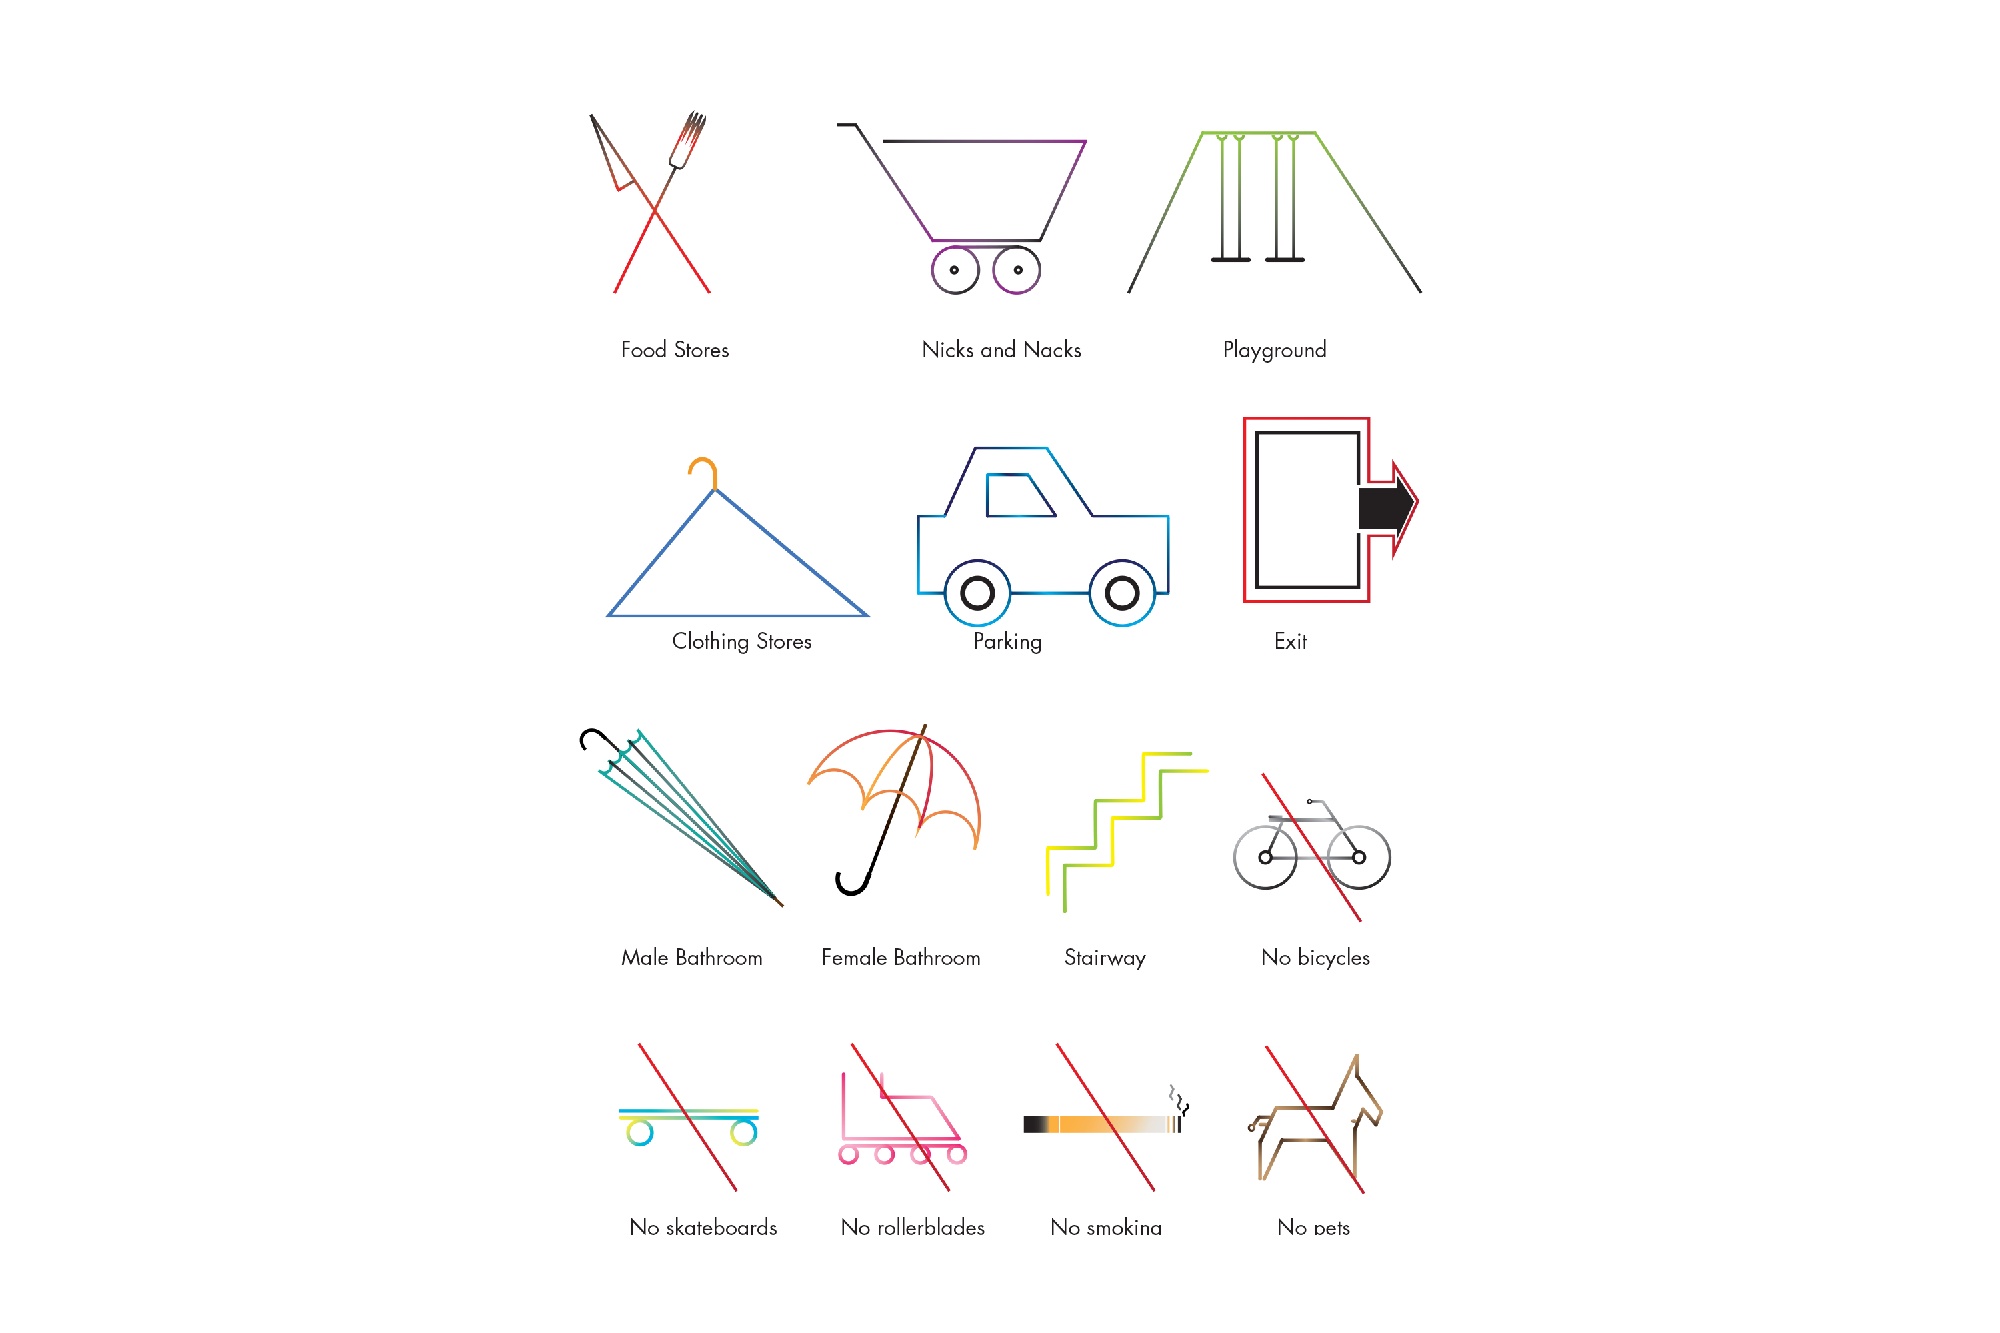 Food Stores
Nicks and Nacks
Playground
Clothing Stores
Parking
Exit
Male Bathroom
Female Bathroom
Stairway
No bicycles
No skateboards
No rollerblades
No smoking
No pets